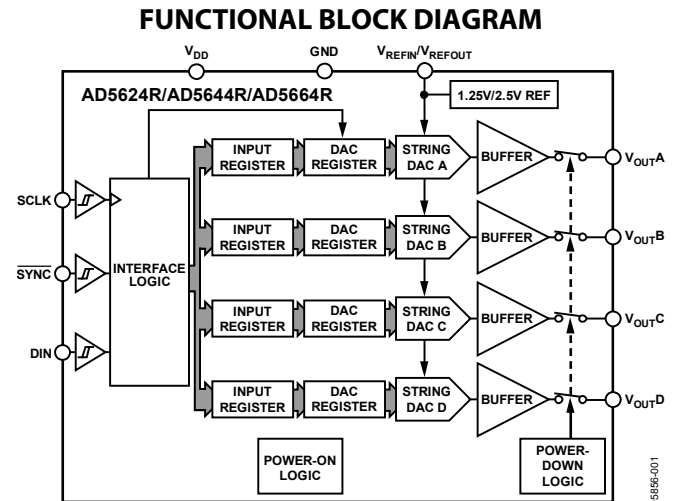 FUNCTIONAL BLOCK DIAGRAM
VDD
GND
VREFIN/VREFOUT
AD5624R/AD5644R/AD5664R
1.25V/2.5V REF
INPUT
REGISTER
DAC
REGISTER
STRING
DAC A
BUFFER
VOUTA
SCLK
INPUT
REGISTER
DAC
REGISTER
STRING
DAC B
BUFFER
VOUTB
SYNC
INTERFACE
LOGIC
INPUT
REGISTER
DAC
REGISTER
STRING
DAC C
BUFFER
VOUTC
DIN
INPUT
REGISTER
DAC
REGISTER
STRING
DAC D
BUFFER
VOUTD
POWER-ON
LOGIC
POWER-
DOWN
LOGIC
5856-001